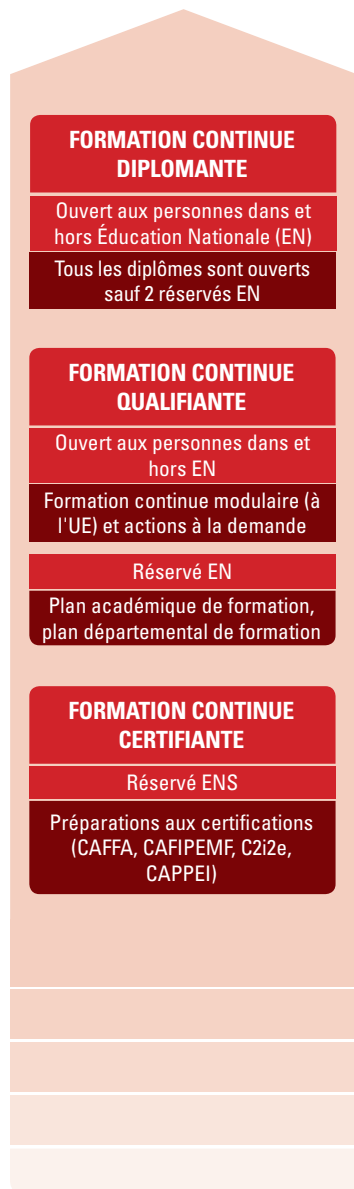 FORMATION CONTINUE
DIPLOMANTE
Ouvert aux personnes dans et
hors Éducation Nationale (EN)
Tous les diplômes sont ouverts
sauf 2 réservés EN
FORMATION CONTINUE
QUALIFIANTE
Ouvert aux personnes dans et
hors EN
Formation continue modulaire (à
l'UE) et actions à la demande
Réservé EN
Plan académique de formation,
plan départemental de formation
FORMATION CONTINUE
CERTIFIANTE
Réservé ENS
Préparations aux certifications
(CAFFA, CAFIPEMF, C2i2e,
CAPPEI)